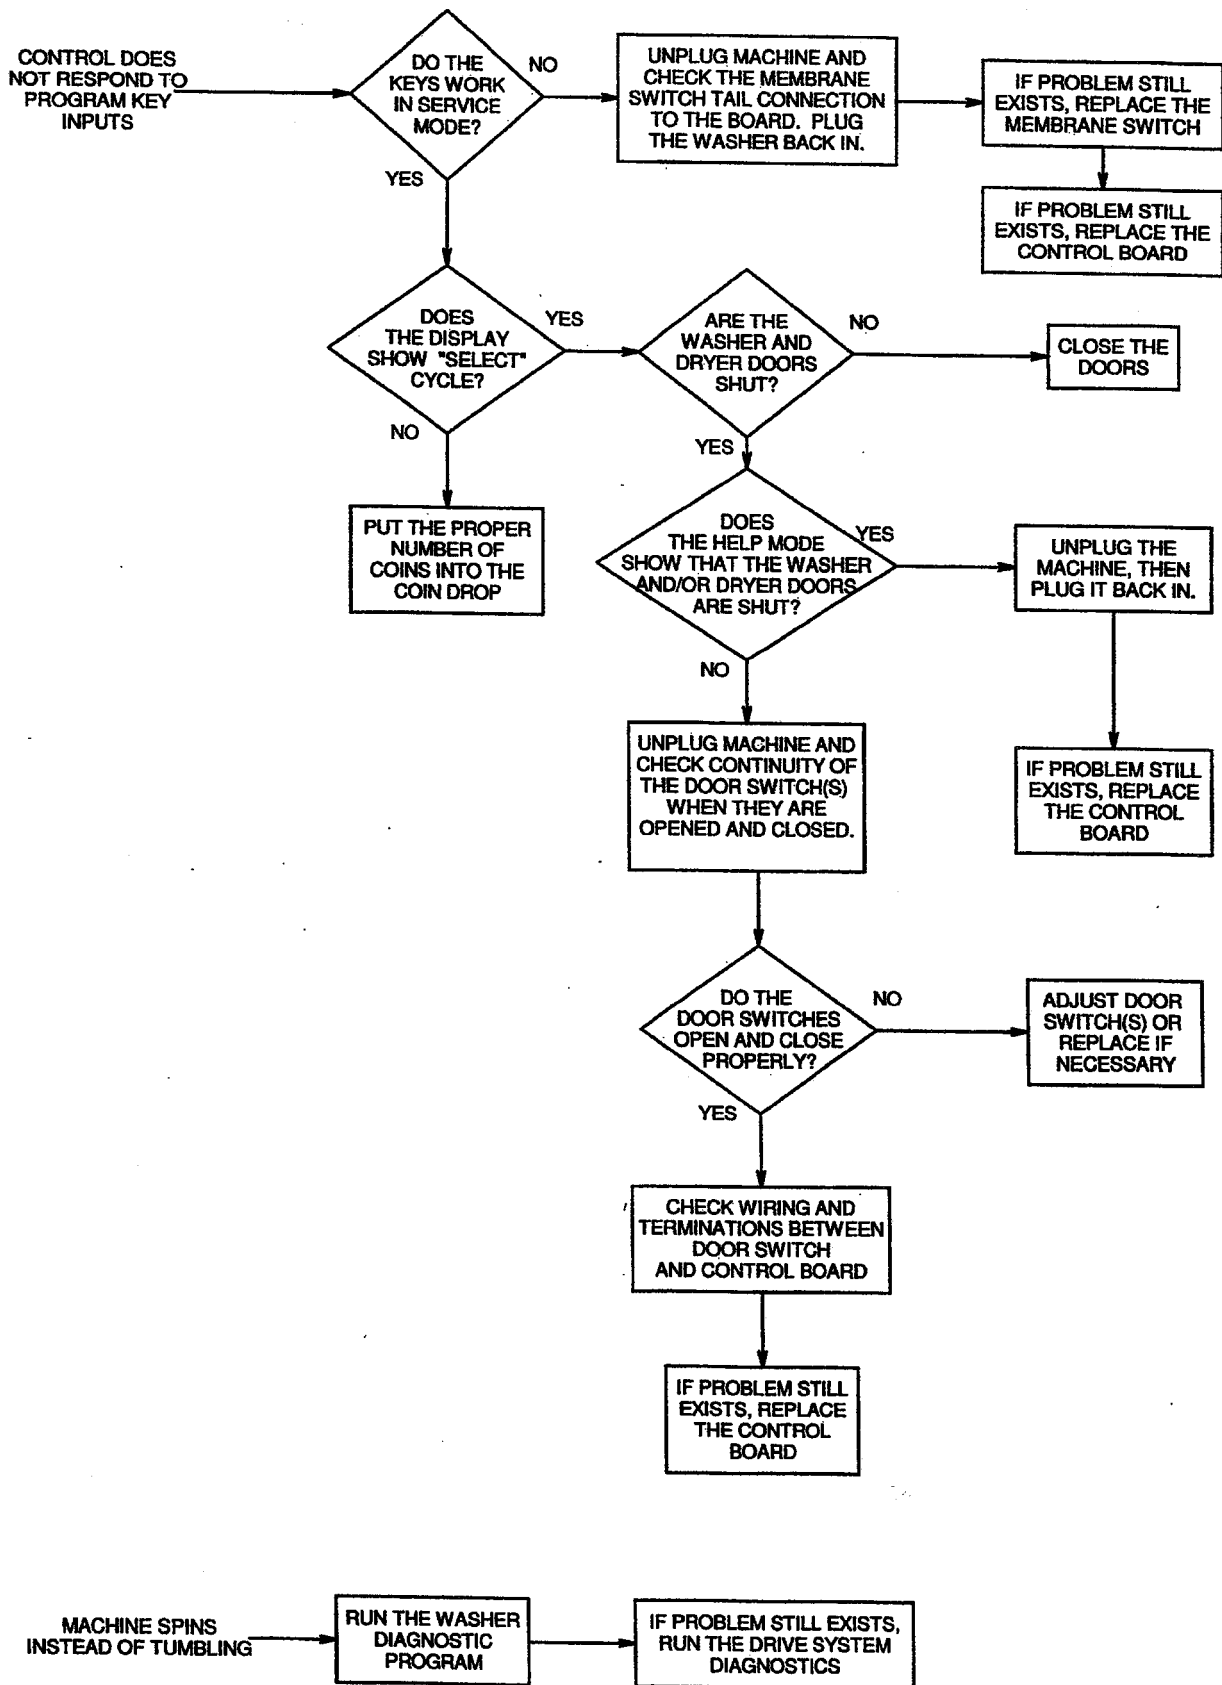 CONTROL DOES
NOT RESPOND TO
PROGRAM KEY
INPUTS
DO THE
KEYS WORK
IN SERVICE
MODE?
NO
UNPLUG MACHINE AND
CHECK THE MEMBRANE
SWITCH TAIL CONNECTION
TO THE BOARD. PLUG
THE WASHER BACK IN.
IF PROBLEM STILL
EXISTS, REPLACE THE
MEMBRANE SWITCH
YES
IF PROBLEM STILL
EXISTS, REPLACE THE
CONTROL BOARD
DOES
THE DISPLAY
SHOW "SELECT"
CYCLE?
YES
ARE THE
WASHER AND
DRYER DOORS
SHUT?
NO
CLOSE THE
DOORS
NO
YES
PUT THE PROPER
NUMBER OF
COINS INTO THE
COIN DROP
DOES
THE HELP MODE
SHOW THAT THE WASHER
AND/OR DRYER DOORS
ARE SHUT?
YES
UNPLUG THE
MACHINE, THEN
PLUG IT BACK IN.
NO
UNPLUG MACHINE AND
CHECK CONTINUITY OF
THE DOOR SWITCH(S)
WHEN THEY ARE
OPENED AND CLOSED.
IF PROBLEM STILL
EXISTS, REPLACE
THE CONTROL
BOARD
DO THE
DOOR SWITCHES
OPEN AND CLOSE
PROPERLY?
NO
ADJUST DOOR
SWITCH(S) OR
REPLACE IF
NECESSARY
YES
CHECK WIRING AND
TERMINATIONS BETWEEN
DOOR SWITCH
AND CONTROL BOARD
IF PROBLEM STILL
EXISTS, REPLACE
THE CONTROL
BOARD
MACHINE SPINS
INSTEAD OF TUMBLING
RUN THE WASHER
DIAGNOSTIC
PROGRAM
IF PROBLEM STILL EXISTS,
RUN THE DRIVE SYSTEM
DIAGNOSTICS